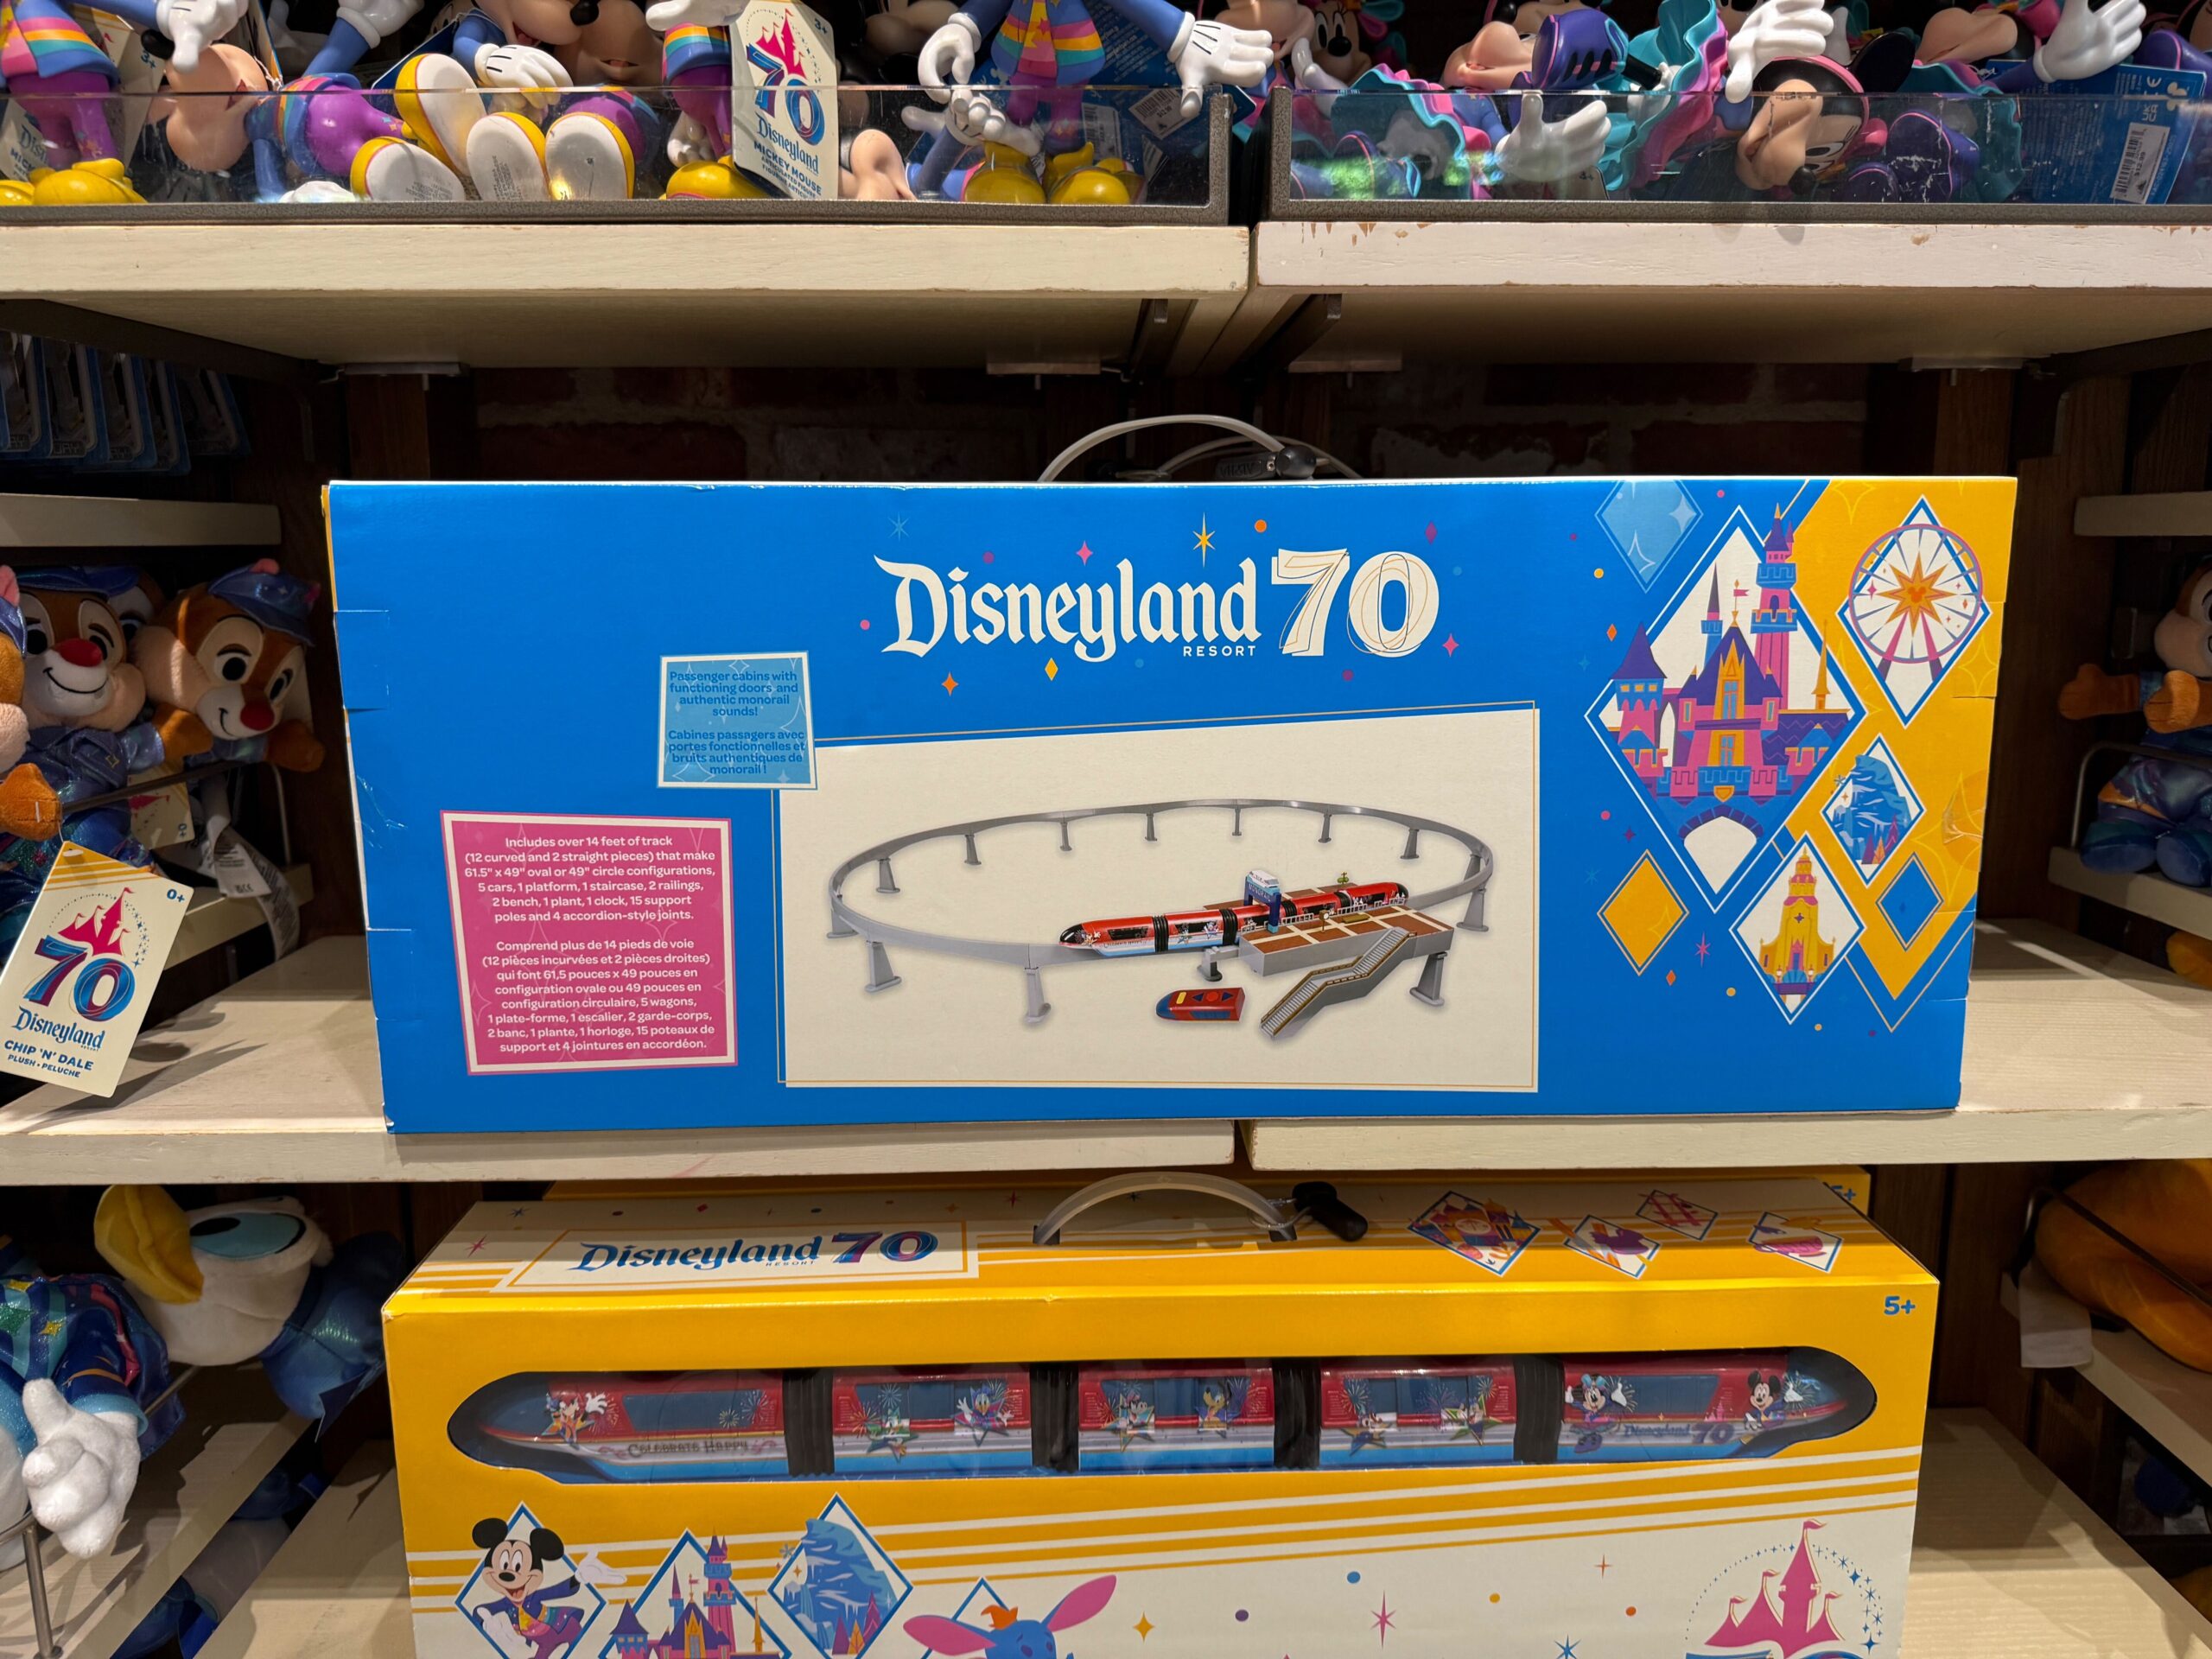 3+
70
Disneyland
MICKEY MOUSE
ARTICULATED FIGURE
Disneyland 70
RESORT
Passenger cabins with
functioning doors and
authentic monorail
sounds!
Cabines passagers avec
portes fonctionnelles et
bruits authentiques de
monorail !
Includes over 14 feet of track
(12 curved and 2 straight pieces) that make
61.5" x 49" oval or 49" circle configurations,
5 cars, 1 platform, 1 staircase, 2 railings,
2 bench, 1 plant, 1 clock, 15 support
poles and 4 accordion-style joints.
Comprend plus de 14 pieds de voie
(12 pièces incurvées et 2 pièces droites)
qui font 61,5 pouces x 49 pouces en
configuration ovale ou 49 pouces en
configuration circulaire, 5 wagons,
1 plate-forme, 1 escalier, 2 garde-corps,
2 banc, 1 plante, 1 horloge, 15 poteaux de
support et 4 jointures en accordéon.
0+
70
Disneyland
CHIP 'N' DALE
PLUSH • PELUCHE
Disneyland 70
RESORT
5+
CELEBRATE HAPPY
Disneyland 70